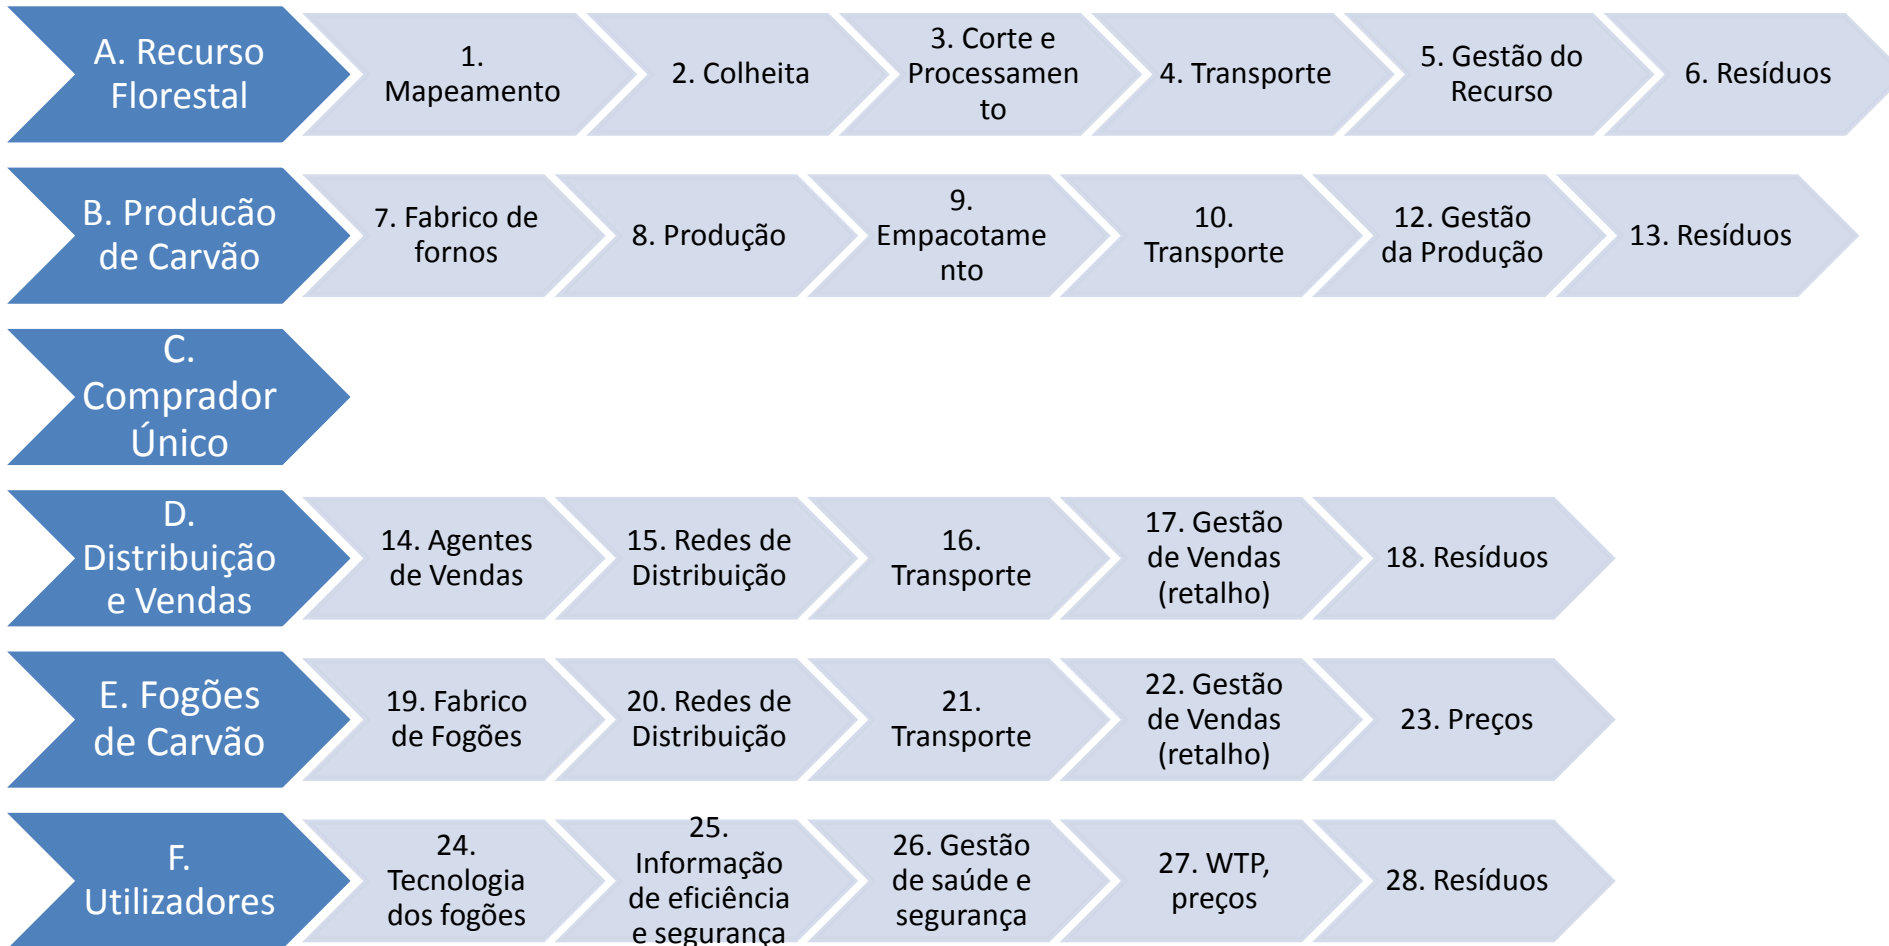 A. Recurso
Florestal
1.
Mapeamento
2. Colheita
3. Corte e
Processamen
to
4. Transporte
5. Gestão do
Recurso
6. Resíduos
B. Producão
de Carvão
7. Fabrico de
fornos
8. Produção
9.
Empacotame
nto
10.
Transporte
12. Gestão
da Produção
13. Resíduos
C.
Comprador
Único
D.
Distribuição
e Vendas
14. Agentes
de Vendas
15. Redes de
Distribuição
16.
Transporte
17. Gestão
de Vendas
(retalho)
18. Resíduos
E. Fogões
de Carvão
19. Fabrico
de Fogões
20. Redes de
Distribuição
21.
Transporte
22. Gestão
de Vendas
(retalho)
23. Preços
F.
Utilizadores
24.
Tecnologia
dos fogões
25.
Informação
de eficiência
e segurança
26. Gestão
de saúde e
segurança
27. WTP,
preços
28. Resíduos